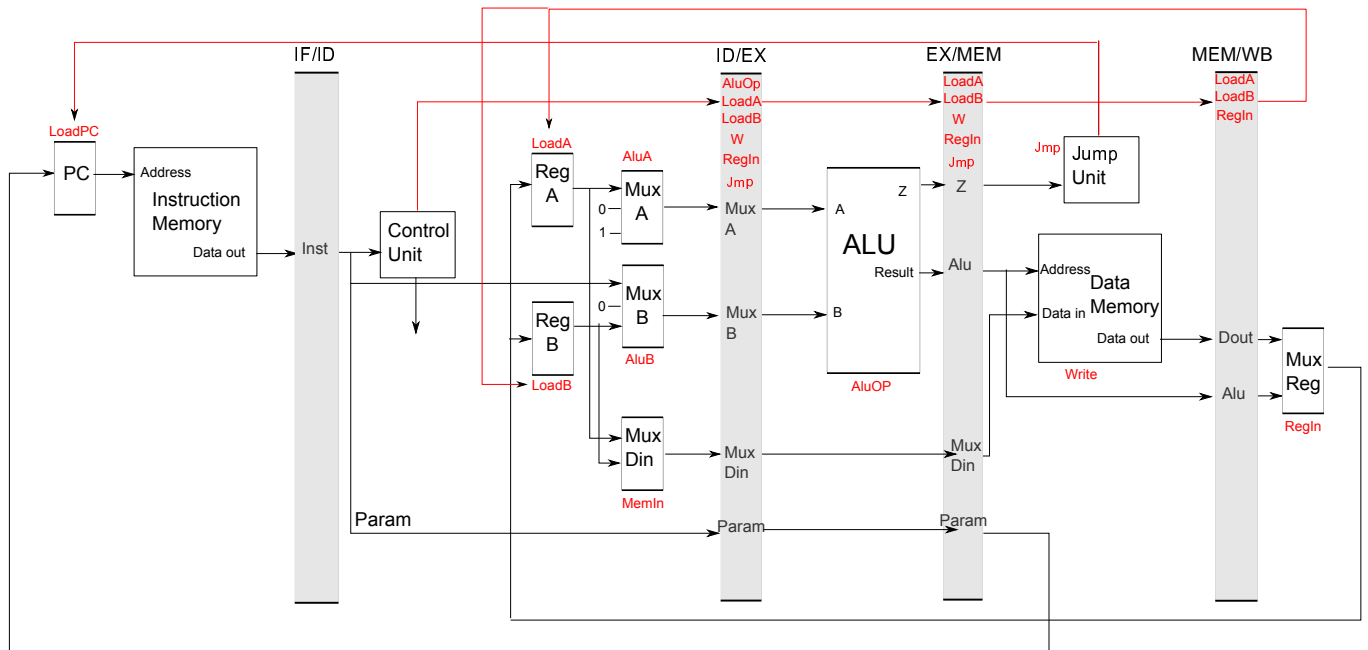 IF/ID
ID/EX
EX/MEM
MEM/WB
LoadPC
PC
Address
Instruction
Memory
Data out
Inst
Control
Unit
Param
LoadA
Reg
A
Reg
B
LoadB
AluA
Mux
A
0
1
Mux
B
0
AluB
Mux
Din
MemIn
AluOp
LoadA
LoadB
W
RegIn
Jmp
Mux
A
Mux
B
Mux
Din
Param
A
B
Z
ALU
Result
AluOP
LoadA
LoadB
W
RegIn
Jmp
Z
Alu
Mux
Din
Param
Jmp
Jump
Unit
Address
Data
Memory
Data in
Data out
Write
LoadA
LoadB
RegIn
Dout
Alu
Mux
Reg
RegIn